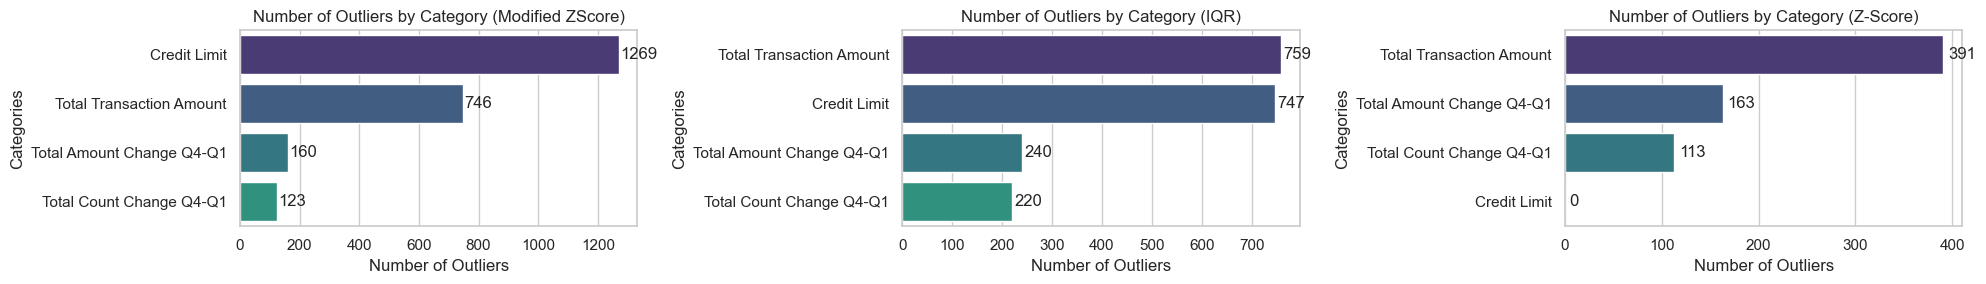 Number of Outliers by Category (Modified ZScore)
Categories
Credit Limit
1269
Total Transaction Amount
746
Total Amount Change Q4-Q1
160
Total Count Change Q4-Q1
123
0 200 400 600 800 1000 1200
Number of Outliers
Number of Outliers by Category (IQR)
Categories
Total Transaction Amount
759
Credit Limit
747
Total Amount Change Q4-Q1
240
Total Count Change Q4-Q1
220
0 100 200 300 400 500 600 700
Number of Outliers
Number of Outliers by Category (Z-Score)
Categories
Total Transaction Amount
391
Total Amount Change Q4-Q1
163
Total Count Change Q4-Q1
113
Credit Limit
0
0 100 200 300 400
Number of Outliers